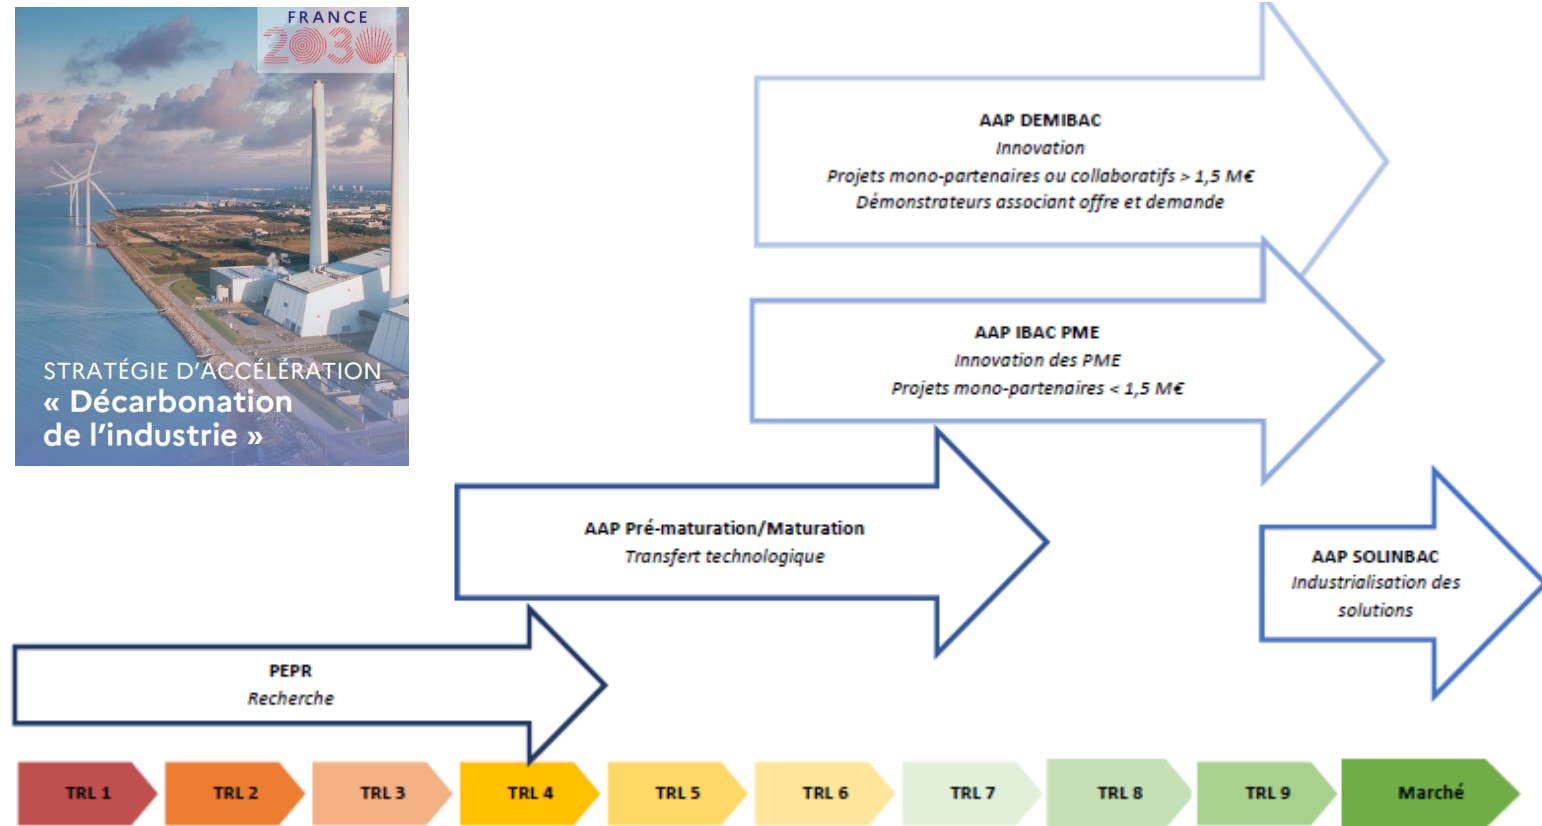 FRANCE
2030
STRATÉGIE D'ACCÉLÉRATION
« Décarbonation
de l'industrie »
AAP DEMIBAC
Innovation
Projets mono-partenaires ou collaboratifs > 1,5 M€
Démonstrateurs associant offre et demande
AAP IBAC PME
Innovation des PME
Projets mono-partenaires < 1,5 M€
AAP Pré-maturation/Maturation
Transfert technologique
AAP SOLINBAC
Industrialisation des
solutions
PEPR
Recherche
TRL 1
TRL 2
TRL 3
TRL 4
TRL 5
TRL 6
TRL 7
TRL 8
TRL 9
Marché